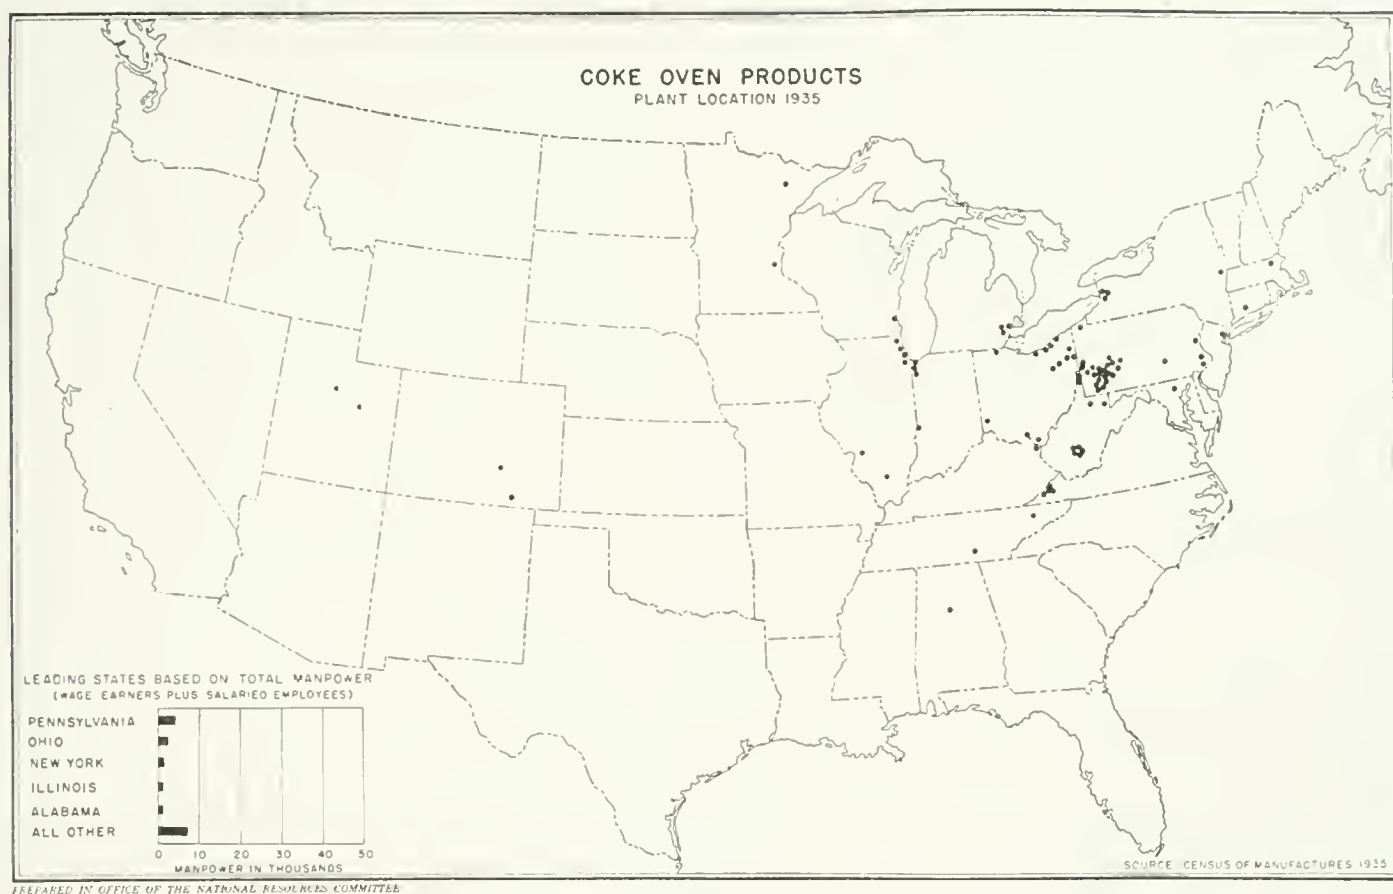 COKE OVEN PRODUCTS
PLANT LOCATION 1935
LEADING STATES BASED ON TOTAL MANPOWER
(WAGE EARNERS PLUS SALARIED EMPLOYEES)
PENNSYLVANIA
OHIO
NEW YORK
ILLINOIS
ALABAMA
ALL OTHER
0 10 20 30 40 50
MANPOWER IN THOUSANDS
SOURCE: CENSUS OF MANUFACTURES 1935
PREPARED IN OFFICE OF THE NATIONAL RESOURCES COMMITTEE